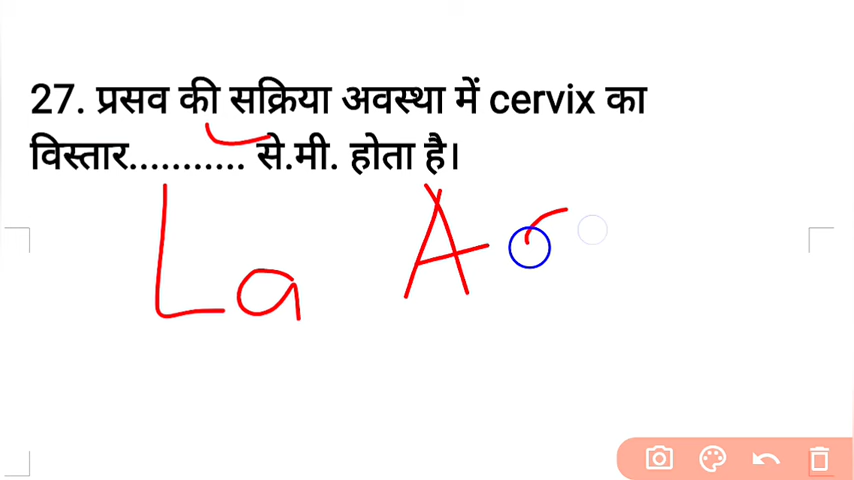 27. प्रसव की सक्रिया अवस्था में cervix का
विस्तार........... से.मी. होता है।
La A